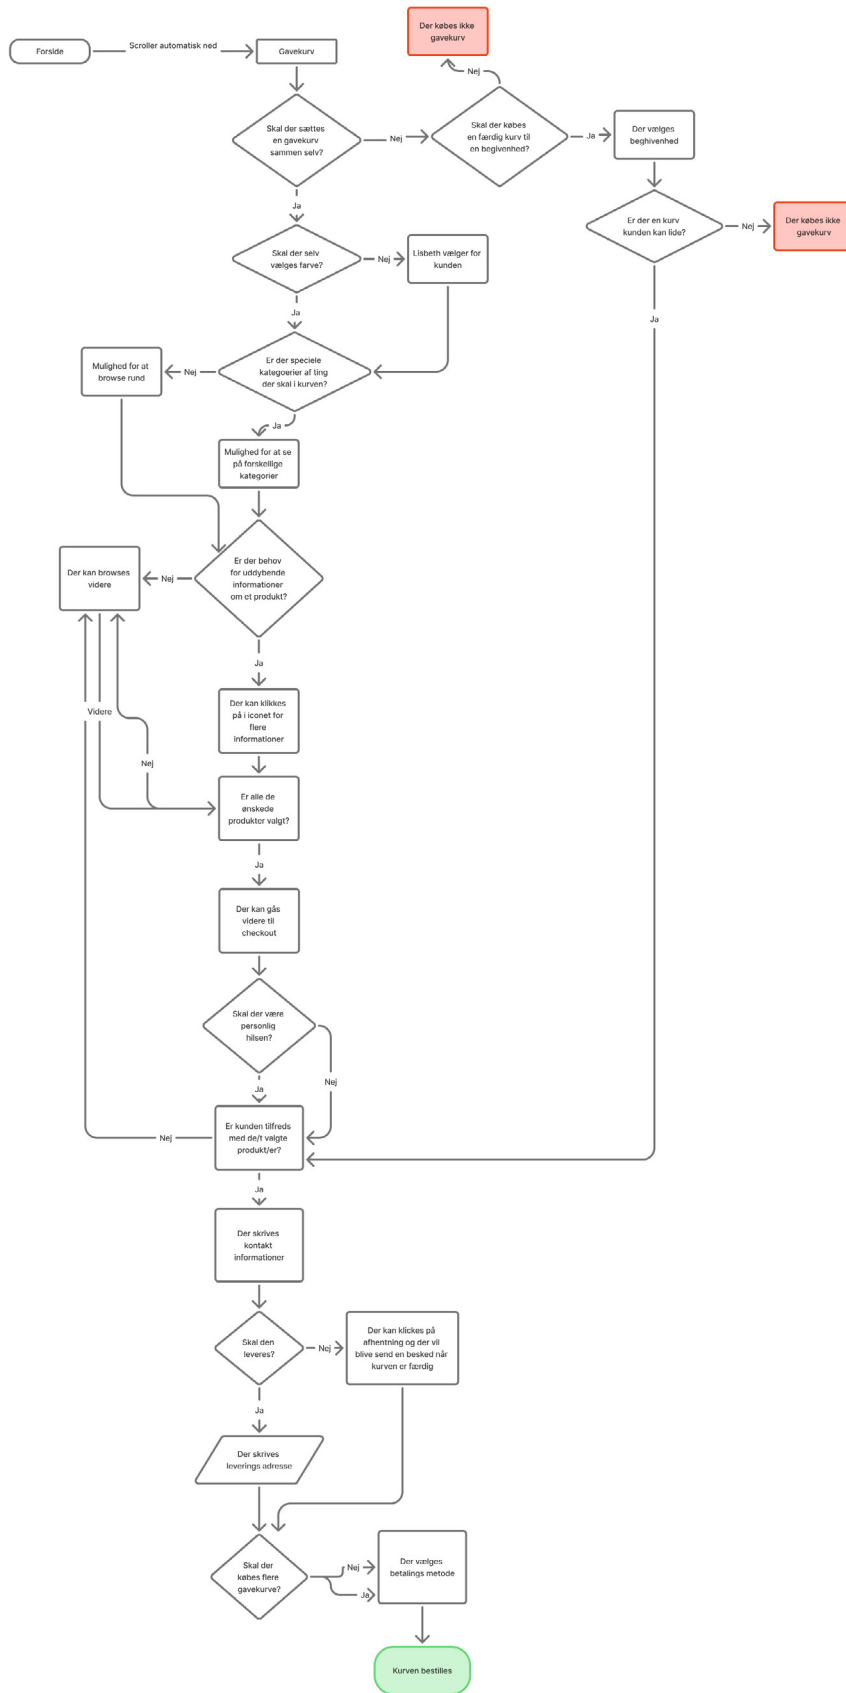 Forside
Scroller automatisk ned
Gavekurv
Der købes ikke
gavekurv
Nej
Skal der sættes
en gavekurv
sammen selv?
Nej
Skal der købes
en færdig kurv til
en begivenhed?
Ja
Der vælges
beghivenhed
Ja
Er der en kurv
kunden kan lide?
Nej
Der købes ikke
gavekurv
Skal der selv
vælges farve?
Nej
Lisbeth vælger for
kunden
Ja
Ja
Er der speciele
kategoerier af ting
der skal i kurven?
Nej
Mulighed for at
browse rund
Ja
Mulighed for at se
på forskellige
kategorier
Er der behov
for uddybende
informationer
om et produkt?
Nej
Der kan browses
videre
Ja
Der kan klikkes
på i iconet for
flere
informationer
Videre
Nej
Er alle de
ønskede
produkter valgt?
Ja
Der kan gås
videre til
checkout
Skal der være
personlig
hilsen?
Nej
Ja
Er kunden tilfreds
med de/t valgte
produkt/er?
Nej
Ja
Der skrives
kontakt
informationer
Skal den
leveres?
Nej
Der kan klickes på
afhentning og der vil
blive send en besked når
kurven er færdig
Ja
Der skrives
leverings adresse
Skal der
købes flere
gavekurve?
Nej
Ja
Der vælges
betalings metode
Kurven bestilles